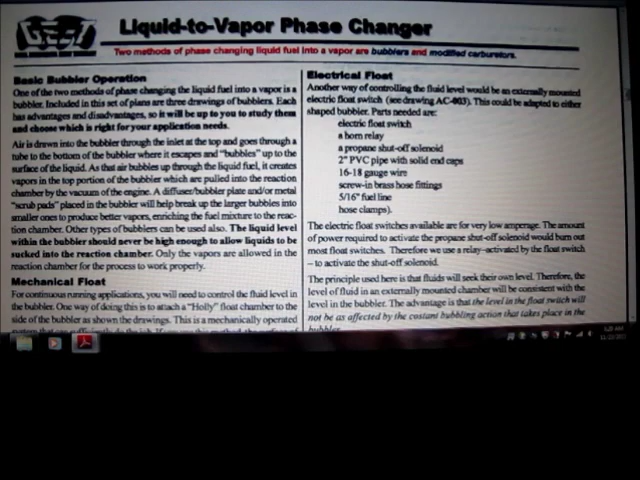 GEET
Liquid-to-Vapor Phase Changer
Two methods of phase changing liquid fuel into a vapor are bubblers and modified carburetors.
Basic Bubbler Operation
One of the two methods of phase changing the liquid fuel into a vapor is a
bubbler. Included in this set of plans are three drawings of bubblers. Each
has advantages and disadvantages, so it will be up to you to study them
and choose which is right for your application needs.
Air is drawn into the bubbler through the inlet at the top and goes through a
tube to the bottom of the bubbler where it escapes and "bubbles" up to the
surface of the liquid. As that air bubbles up through the liquid fuel, it creates
vapors in the top portion of the bubbler which are pulled into the reaction
chamber by the vacuum of the engine. A diffuser/bubbler plate and/or metal
"scrub pads" placed in the bubbler will help break up the larger bubbles into
smaller ones to produce better vapors, enriching the fuel mixture to the reac-
tion chamber. Other types of bubblers can be used also. The liquid level
within the bubbler should never be high enough to allow liquids to be
sucked into the reaction chamber. Only the vapors are allowed in the
reaction chamber for the process to work properly.
Mechanical Float
For continuous running applications, you will need to control the fluid level in
the bubbler. One way of doing this is to attach a "Holly" float chamber to the
side of the bubbler as shown the drawings. This is a mechanically operated
Electrical Float
Another way of controlling the fluid level would be an externally mounted
electric float switch (see drawing AC-003). This could be adapted to either
shaped bubbler. Parts needed are:
electric float switch
a horn relay
a propane shut-off solenoid
2" PVC pipe with solid end caps
16-18 gauge wire
screw-in brass hose fittings
5/16" fuel line
hose clamps).
The electric float switches available are for very low amperage. The amount
of power required to activate the propane shut-off solenoid would burn out
most float switches. Therefore we use a relay–activated by the float switch
– to activate the shut-off solenoid.
The principle used here is that fluids will seek their own level. Therefore, the
level of fluid in an externally mounted chamber will be consistent with the
level in the bubbler. The advantage is that the level in the float switch will
not be as affected by the costant bubbling action that takes place in the
bubbler.